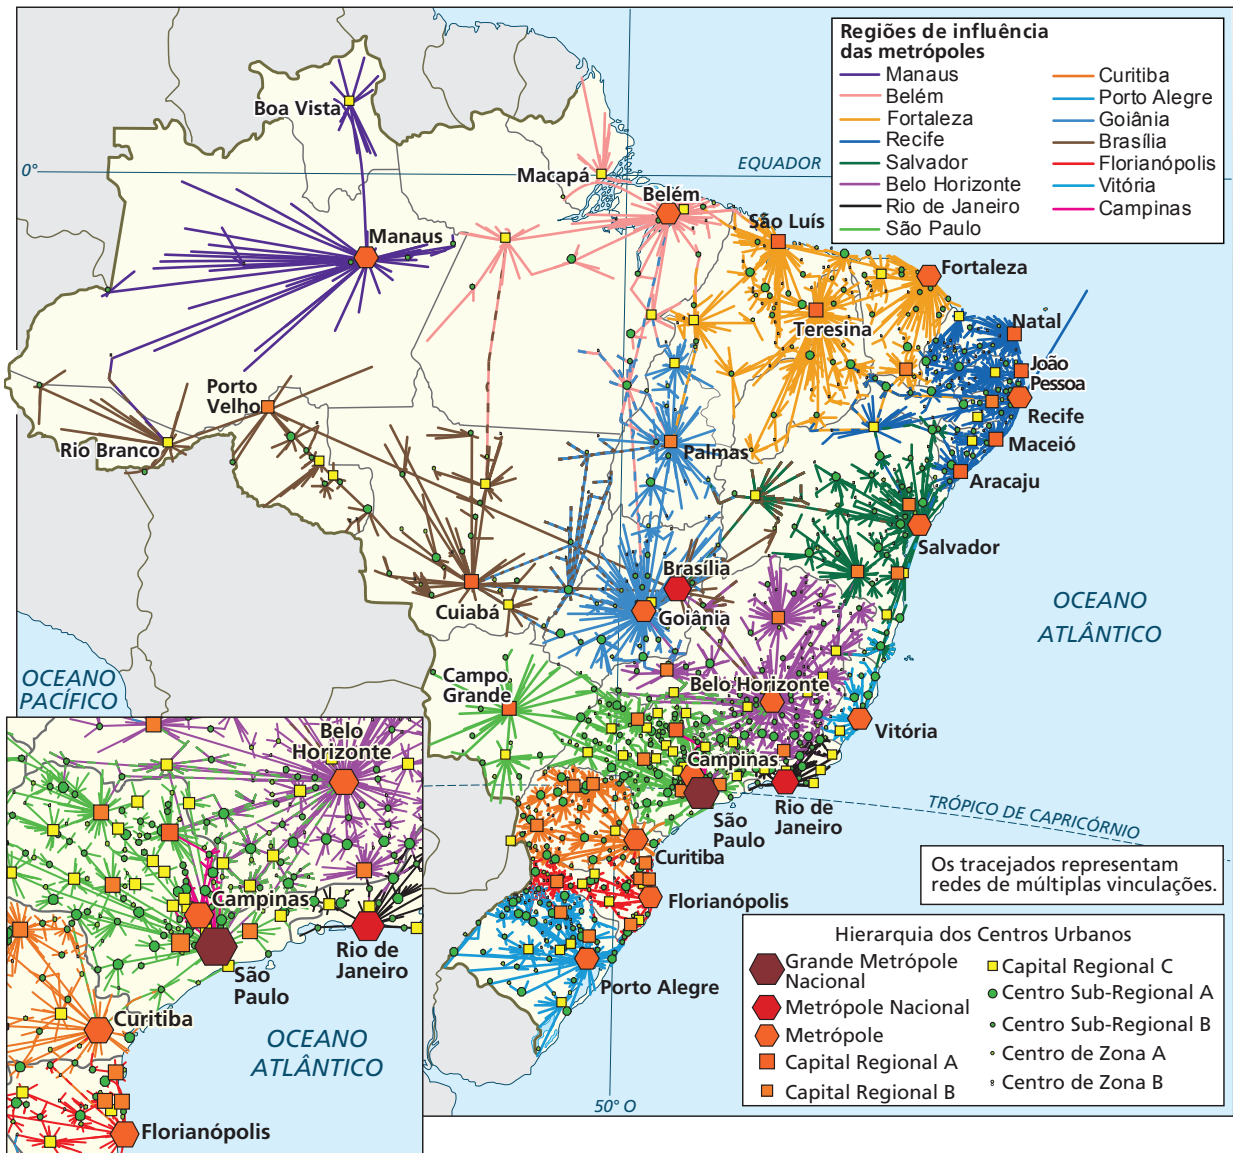 Regiões de influência
das metrópoles
Manaus
Belém
Fortaleza
Recife
Salvador
Belo Horizonte
Rio de Janeiro
São Paulo
Curitiba
Porto Alegre
Goiânia
Brasília
Florianópolis
Vitória
Campinas
Boa Vista
0°
EQUADOR
Macapá
Belém
São Luís
Manaus
Fortaleza
Teresina
Natal
João
Pessoa
Recife
Porto
Velho
Rio Branco
Palmas
Maceió
Aracaju
Salvador
Brasília
Cuiabá
Goiânia
OCEANO
ATLÂNTICO
OCEANO
PACÍFICO
Campo
Grande
Belo Horizonte
Vitória
Campinas
São
Paulo
Rio de
Janeiro
TRÓPICO DE CAPRICÓRNIO
Curitiba
Florianópolis
Porto Alegre
50° O
Belo
Horizonte
Campinas
Rio de
Janeiro
São
Paulo
Curitiba
OCEANO
ATLÂNTICO
Florianópolis
Os tracejados representam
redes de múltiplas vinculações.
Hierarquia dos Centros Urbanos
Grande Metrópole
Nacional
Metrópole Nacional
Metrópole
Capital Regional A
Capital Regional B
Capital Regional C
Centro Sub-Regional A
Centro Sub-Regional B
Centro de Zona A
Centro de Zona B